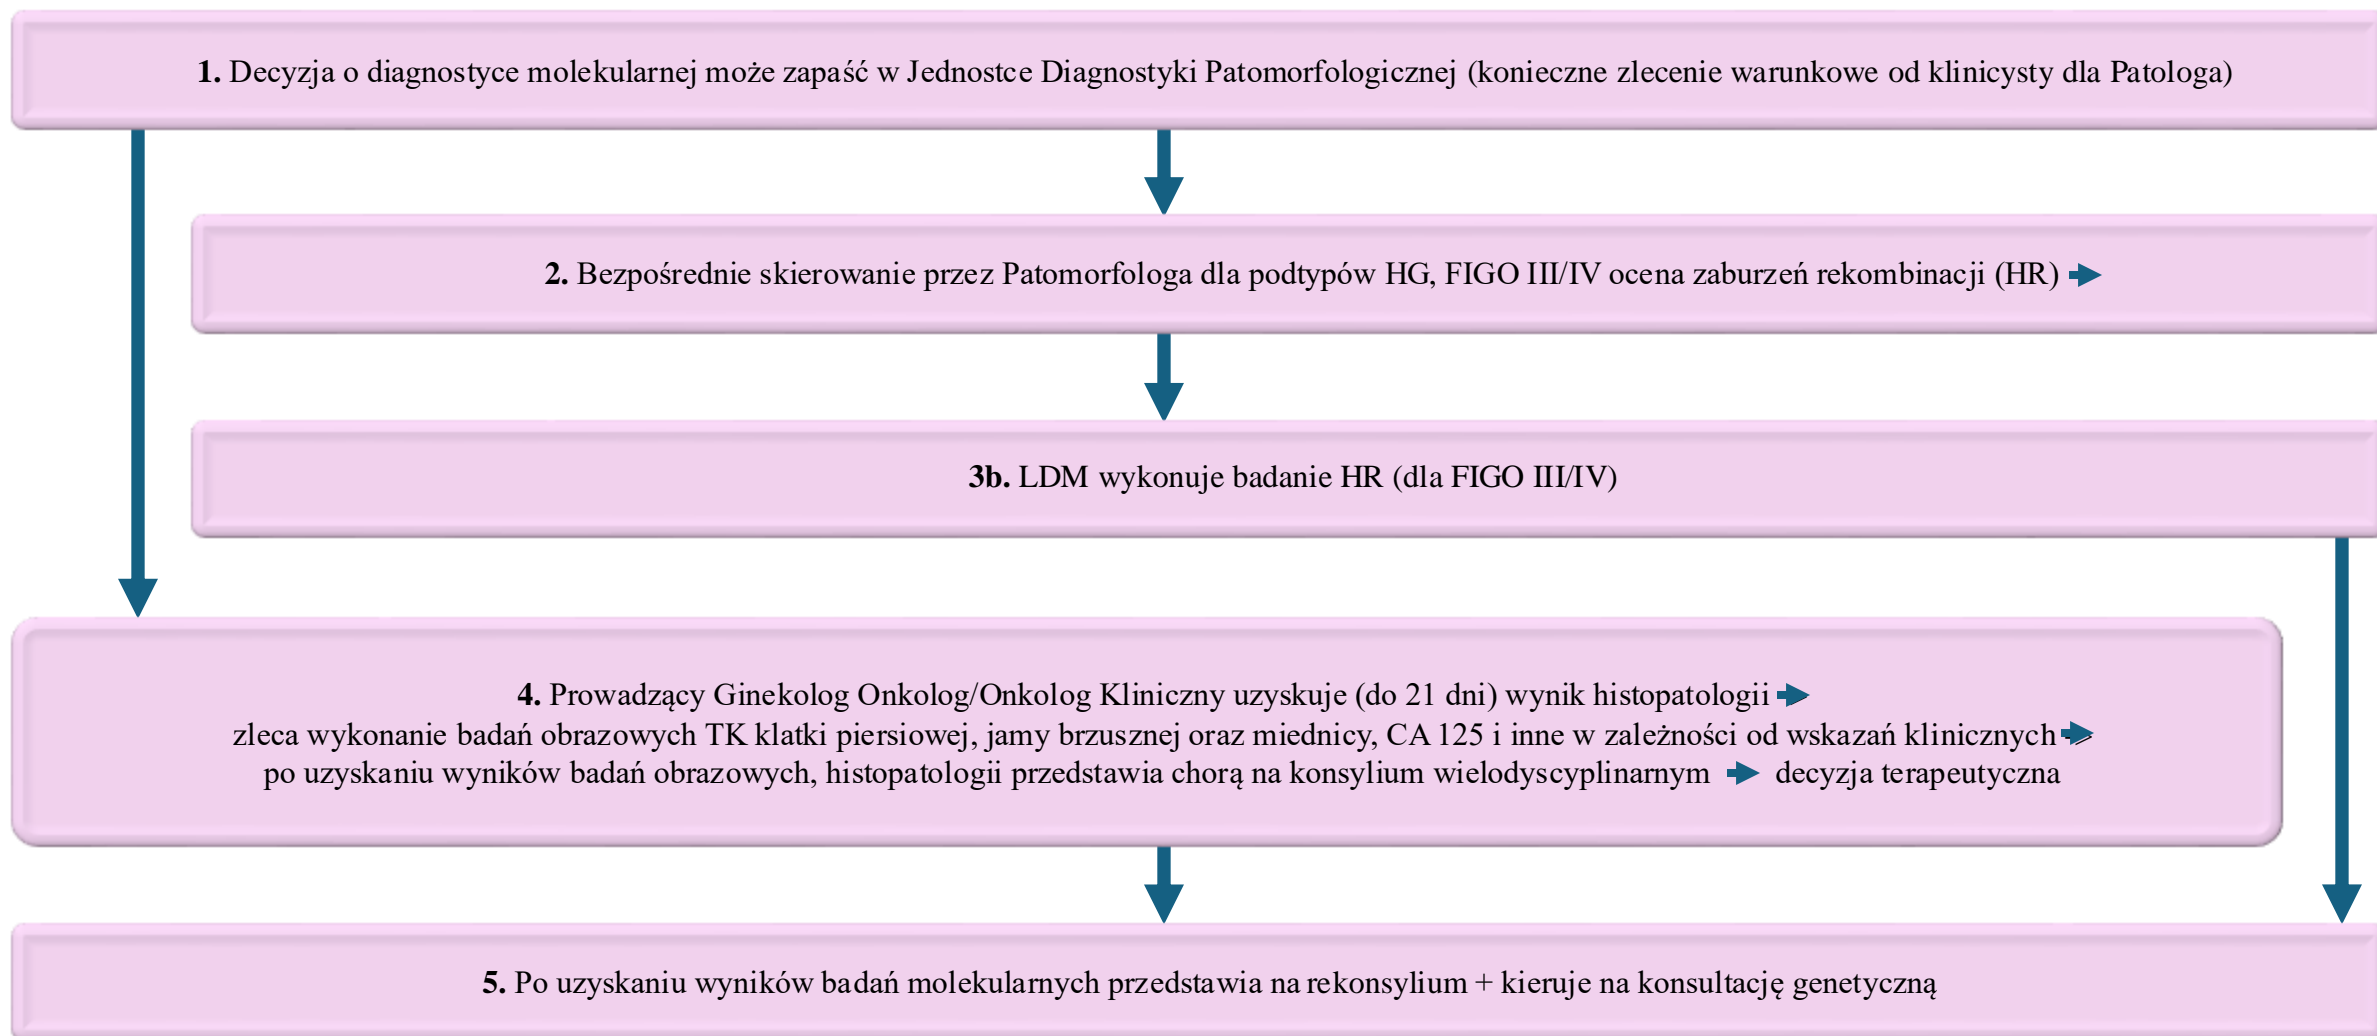 1. Decyzja o diagnostyce molekularnej może zapaść w Jednostce Diagnostyki Patomorfologicznej (konieczne zlecenie warunkowe od klinicysty dla Patologa)
2. Bezpośrednie skierowanie przez Patomorfologa dla podtypów HG, FIGO III/IV ocena zaburzeń rekombinacji (HR)
3b. LDM wykonuje badanie HR (dla FIGO III/IV)
4. Prowadzący Ginekolog Onkolog/Onkolog Kliniczny uzyskuje (do 21 dni) wynik histopatologii
zleca wykonanie badań obrazowych TK klatki piersiowej, jamy brzusznej oraz miednicy, CA 125 i inne w zależności od wskazań klinicznych
po uzyskaniu wyników badań obrazowych, histopatologii przedstawia chorą na konsylium wielodyscyplinarnym decyzja terapeutyczna
5. Po uzyskaniu wyników badań molekularnych przedstawia na rekonsylium + kieruje na konsultację genetyczną